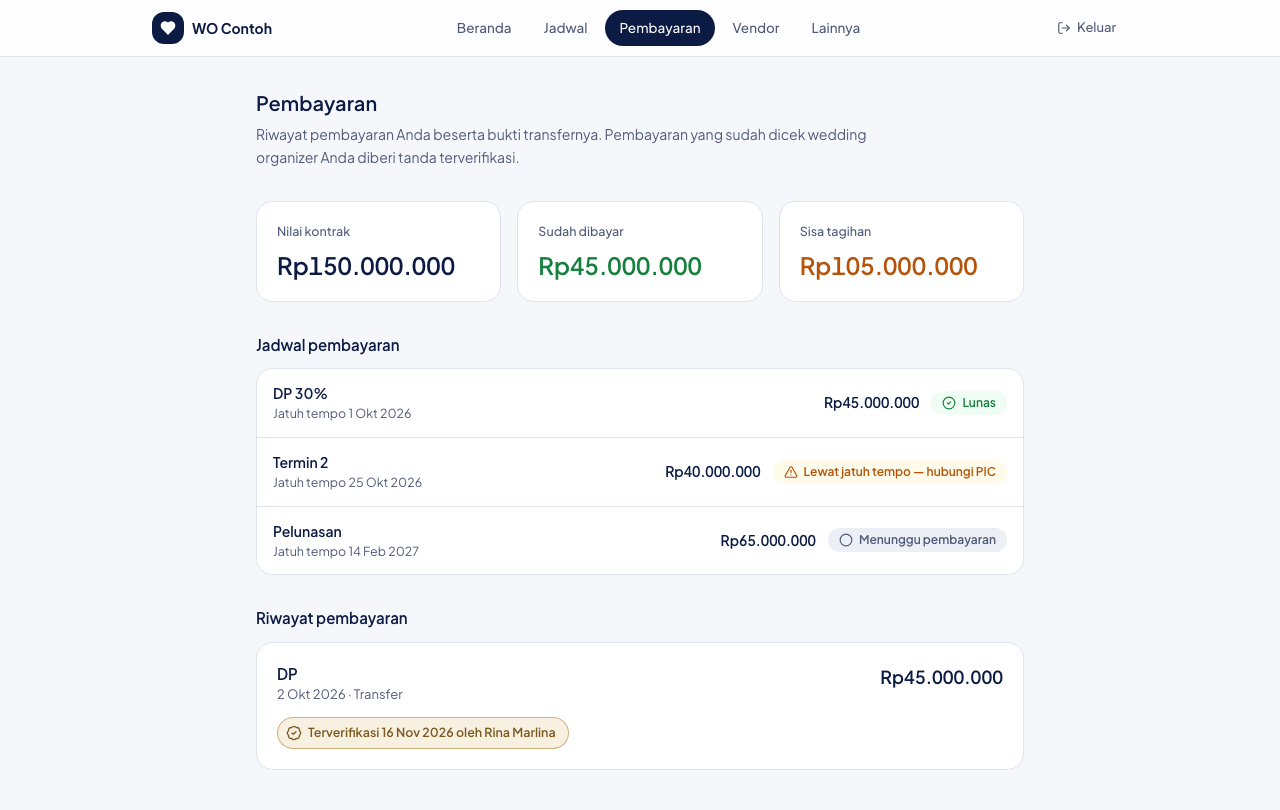 WO Contoh
Beranda
Jadwal
Pembayaran
Vendor
Lainnya
Keluar
Pembayaran
Riwayat pembayaran Anda beserta bukti transfernya. Pembayaran yang sudah dicek wedding
organizer Anda diberi tanda terverifikasi.
Nilai kontrak
Rp150.000.000
Sudah dibayar
Rp45.000.000
Sisa tagihan
Rp105.000.000
Jadwal pembayaran
DP 30%
Jatuh tempo 1 Okt 2026
Rp45.000.000
Lunas
Termin 2
Jatuh tempo 25 Okt 2026
Rp40.000.000
Lewat jatuh tempo — hubungi PIC
Pelunasan
Jatuh tempo 14 Feb 2027
Rp65.000.000
Menunggu pembayaran
Riwayat pembayaran
DP
2 Okt 2026 · Transfer
Rp45.000.000
Terverifikasi 16 Nov 2026 oleh Rina Marlina